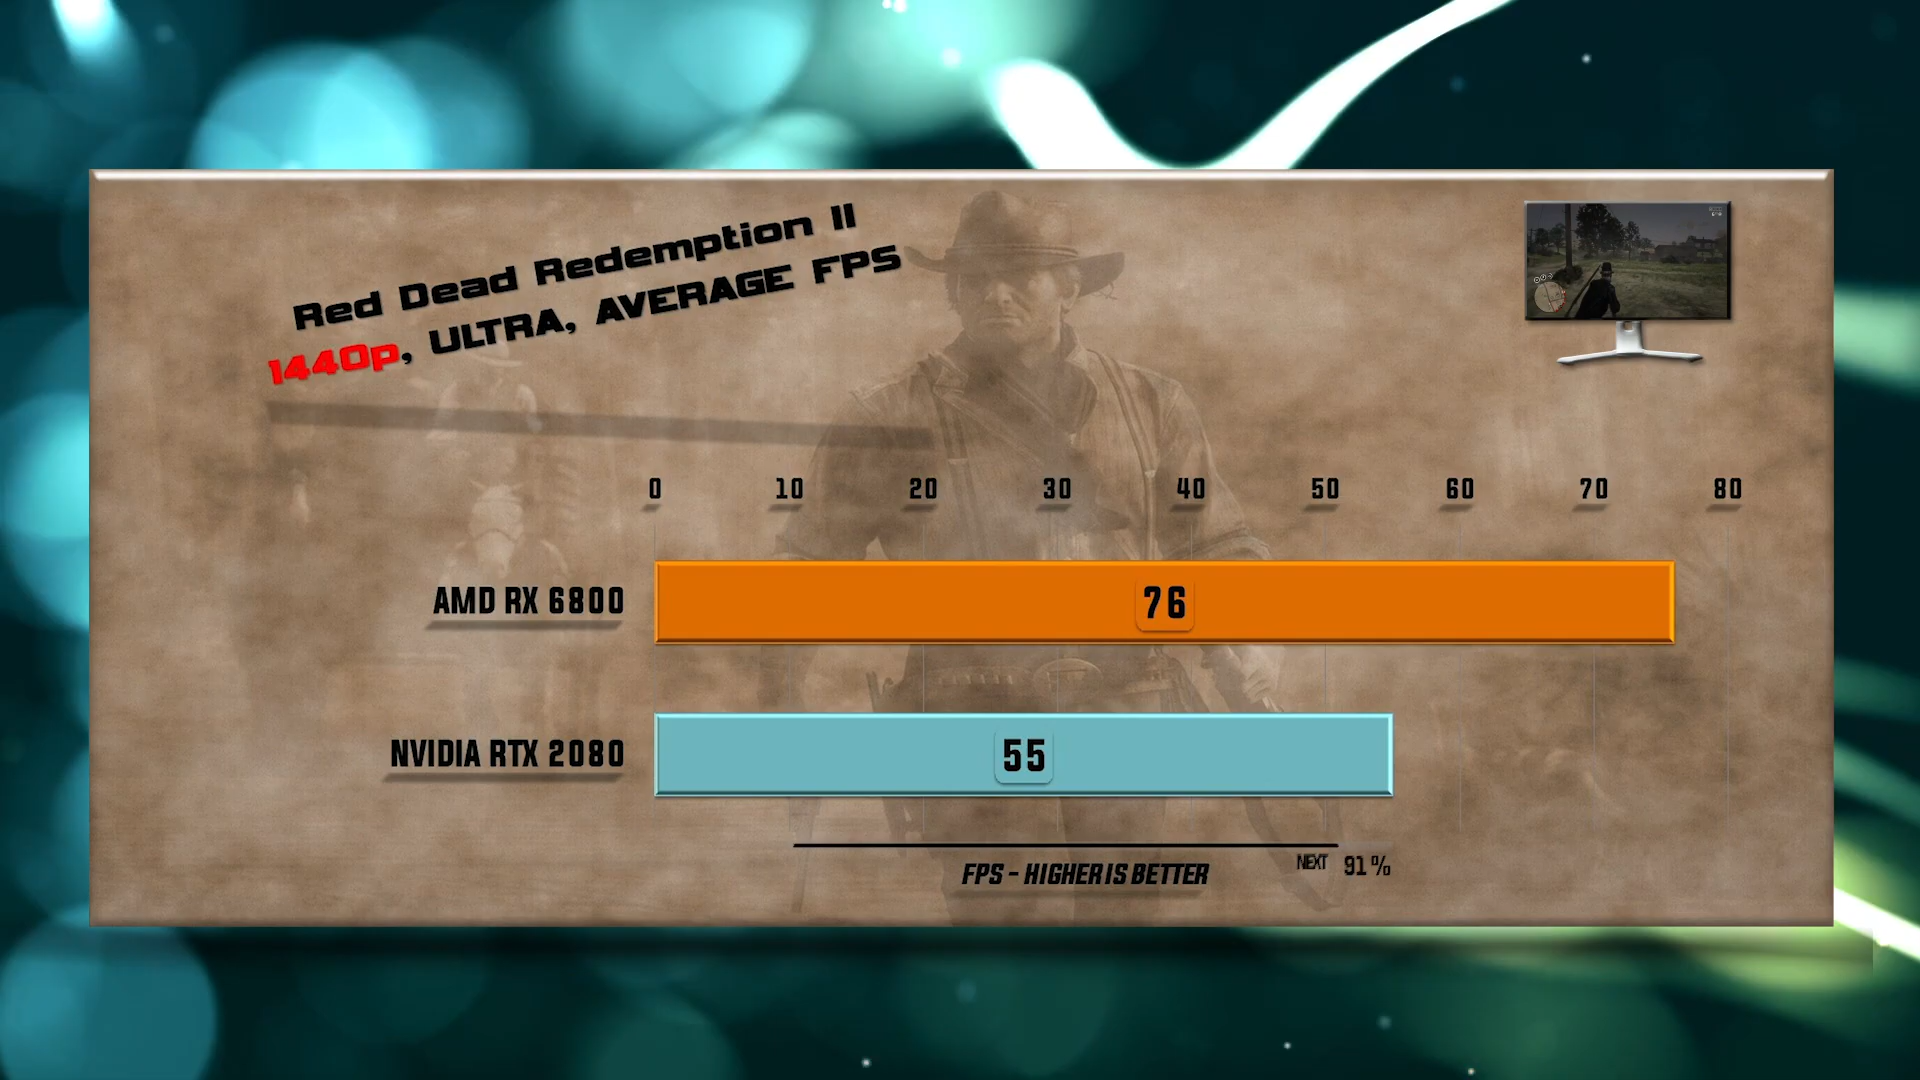 Red Dead Redemption II
1440p, ULTRA, AVERAGE FPS
0 10 20 30 40 50 60 70 80
AMD RX 6800 76
NVIDIA RTX 2080 55
FPS - HIGHER IS BETTER
NEXT 91%